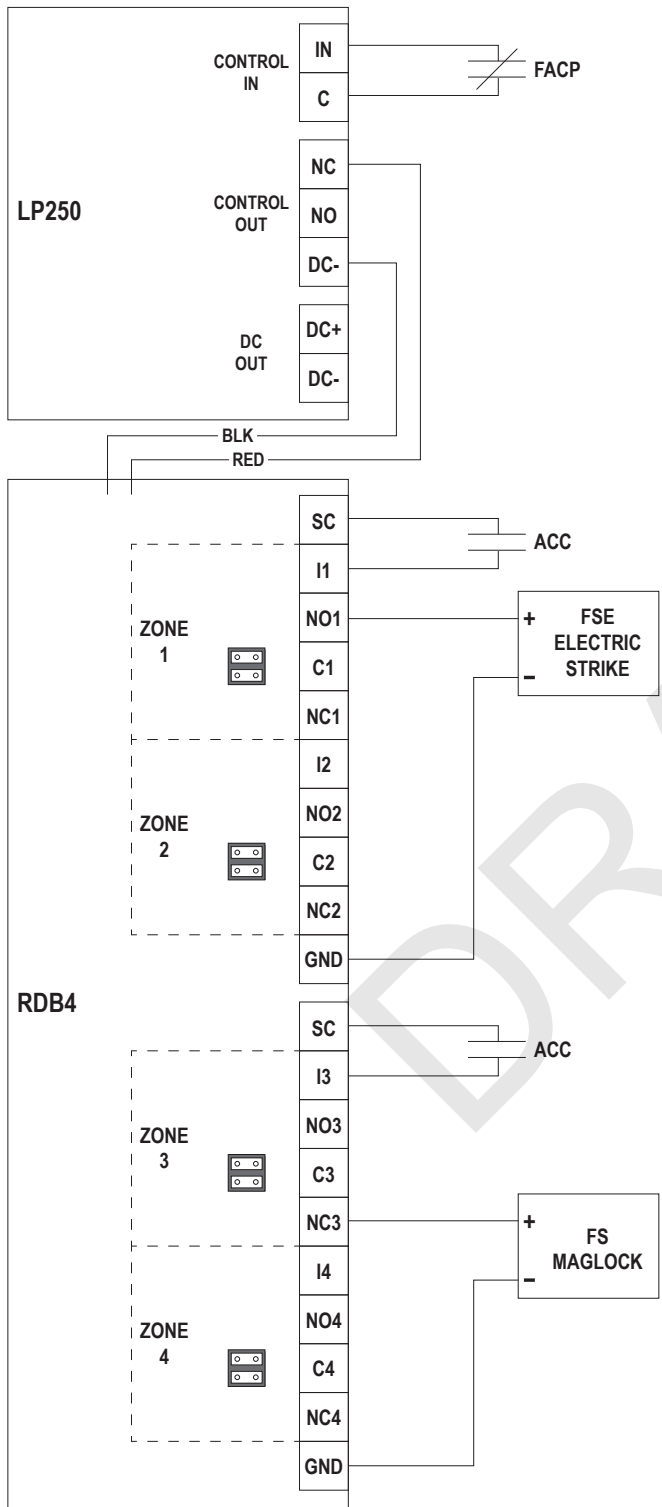 CONTROL
IN
IN
C
FACP
LP250
CONTROL
OUT
NC
NO
DC-
DC
OUT
DC+
DC-
BLK
RED
RDB4
SC
I1
ACC
ZONE
1
NO1
C1
NC1
+
-
FSE
ELECTRIC
STRIKE
ZONE
2
I2
NO2
C2
NC2
GND
SC
I3
ACC
ZONE
3
NO3
C3
NC3
+
-
FS
MAGLOCK
ZONE
4
I4
NO4
C4
NC4
GND